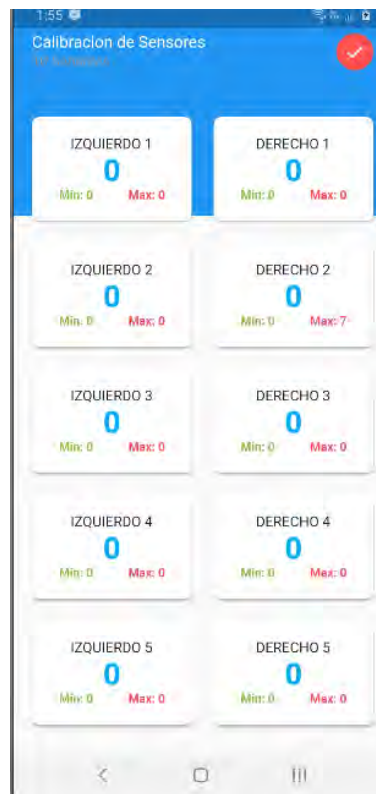 1:55
Calibracion de Sensores
IZQUIERDO 1
0
Min: 0 Max: 0
DERECHO 1
0
Min: 0 Max: 0
IZQUIERDO 2
0
Min: 0 Max: 0
DERECHO 2
0
Min: 0 Max: 7
IZQUIERDO 3
0
Min: 0 Max: 0
DERECHO 3
0
Min: 0 Max: 0
IZQUIERDO 4
0
Min: 0 Max: 0
DERECHO 4
0
Min: 0 Max: 0
IZQUIERDO 5
0
Min: 0 Max: 0
DERECHO 5
0
Min: 0 Max: 0